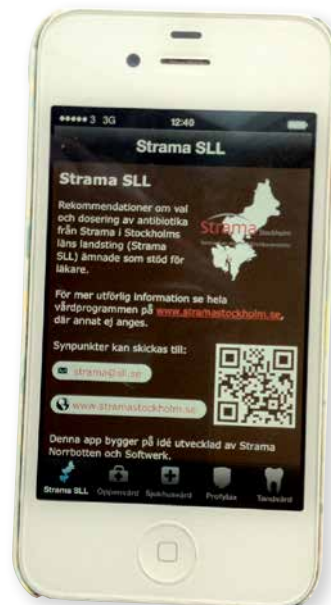 3 3G 12:40
Strama SLL
Strama SLL
Rekommendationer om val
och dosering av antibiotika
från Strama i Stockholms
läns landsting (Strama
SLL) ämnade som stöd för
läkare.
Strama Stockholm
För mer utförlig information se hela
vårdprogrammen på www.stramastockholm.se,
där annat ej anges.
Synpunkter kan skickas till:
strama@sll.se
www.stramastockholm.se
Denna app bygger på idé utvecklad av Strama
Norrbotten och Softwerk.
Strama SLL Öppenvård Sjukhusvård Profylax Tandvård